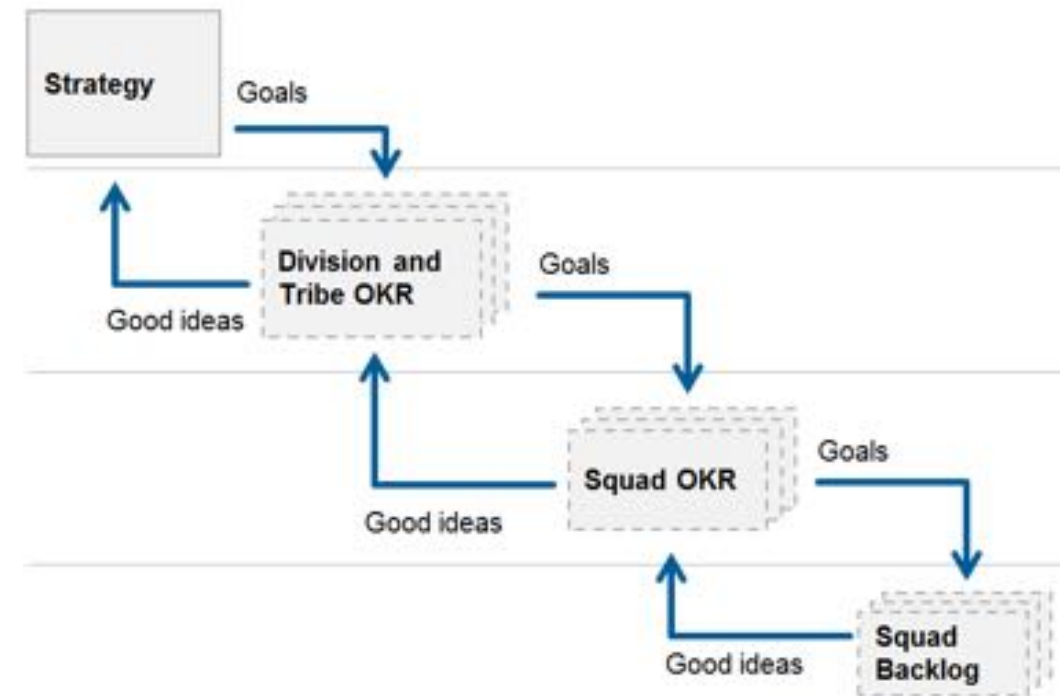 Strategy
Goals
Division and
Tribe OKR
Goals
Good ideas
Squad OKR
Goals
Good ideas
Squad
Backlog
Good ideas